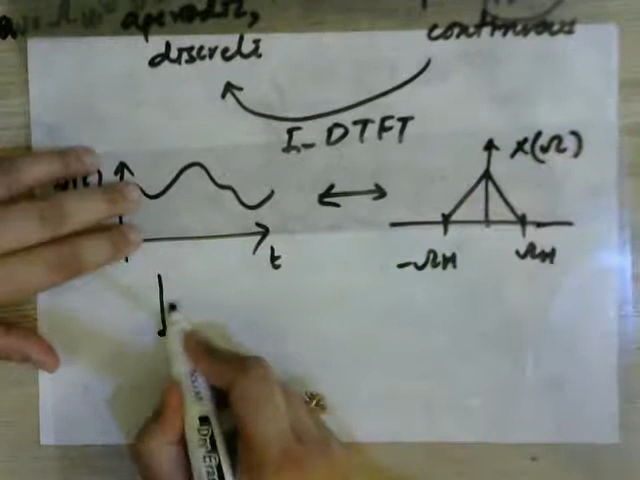 aperiodic,
discrete
continuous
I-DTFT
x(t)
X(Ω)
t
-ΩH
ΩH